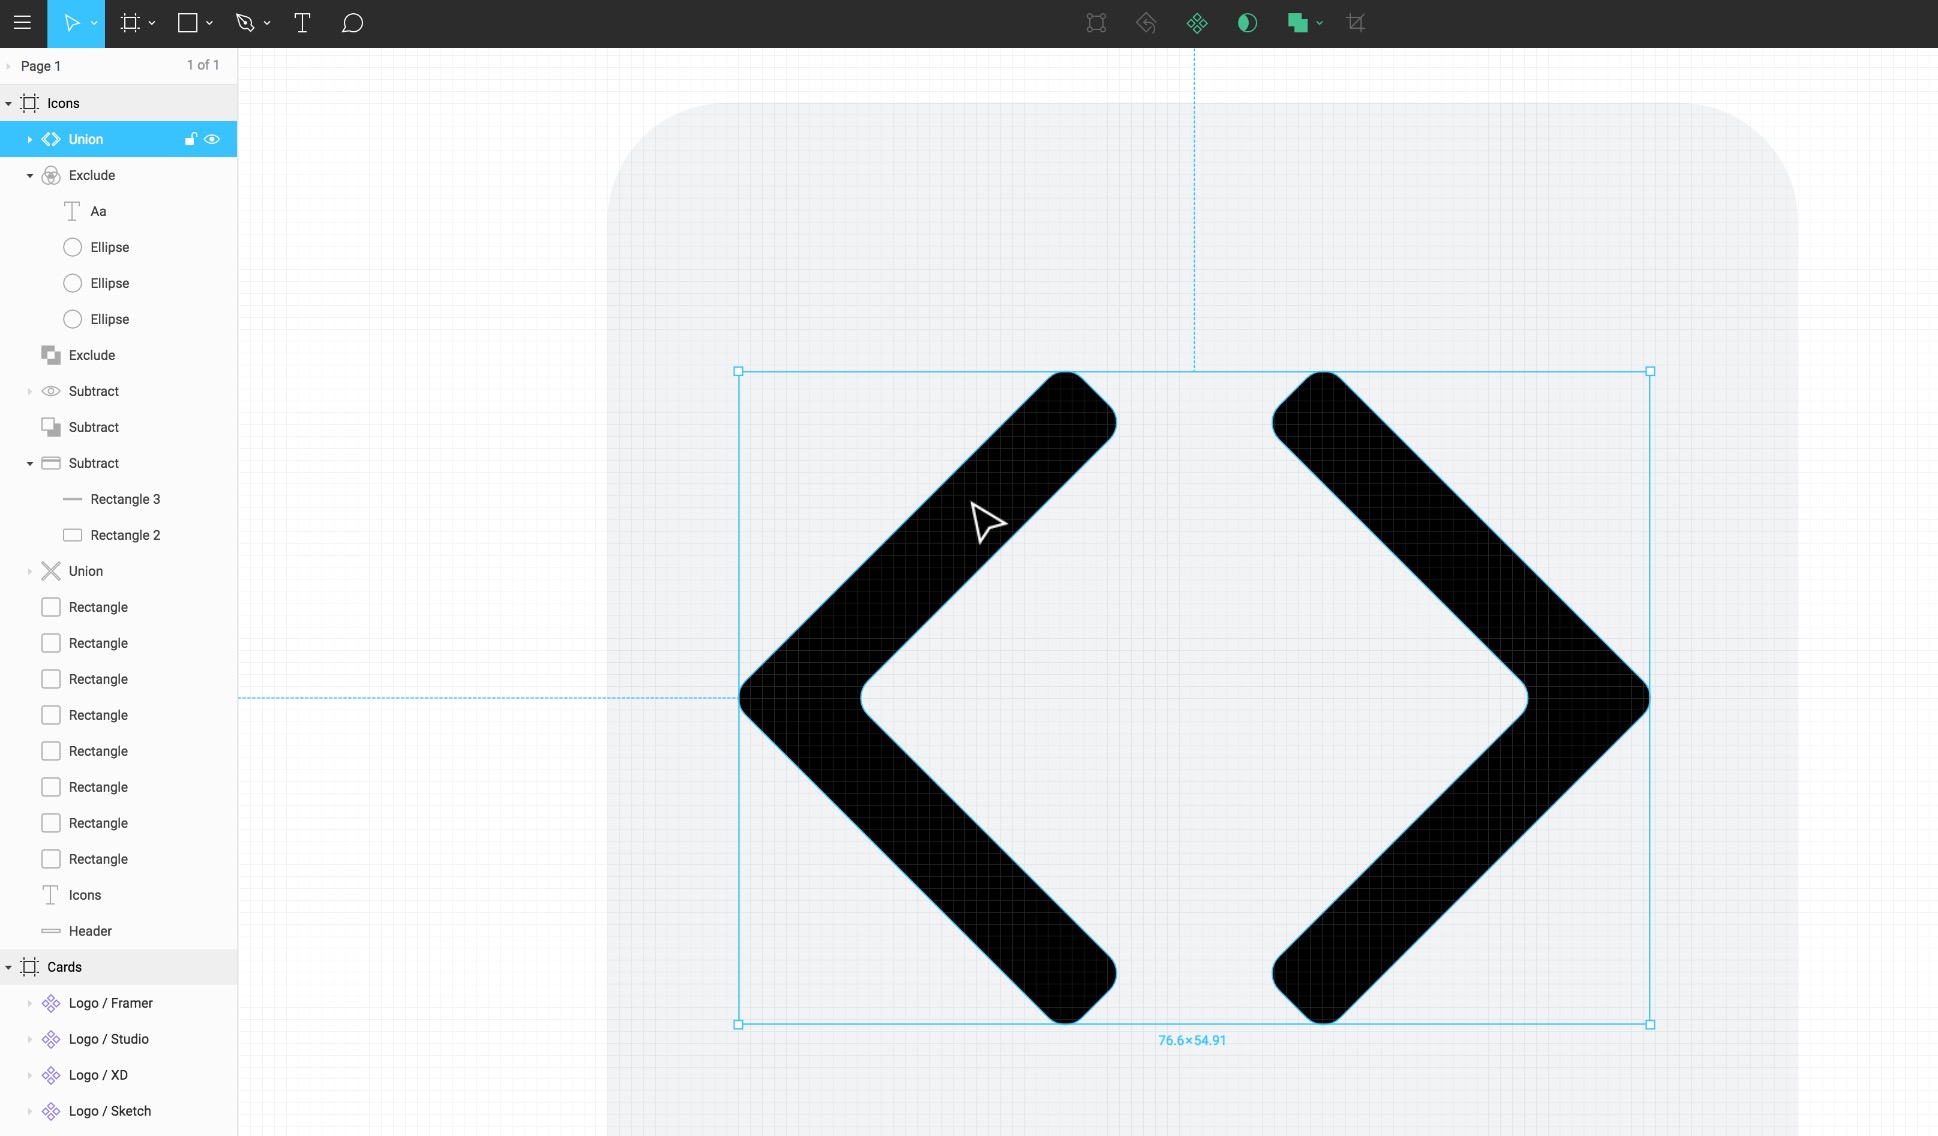 Page 1
1 of 1
Icons
Union
Exclude
Aa
Ellipse
Ellipse
Ellipse
Exclude
Subtract
Subtract
Subtract
Rectangle 3
Rectangle 2
Union
Rectangle
Rectangle
Rectangle
Rectangle
Rectangle
Rectangle
Rectangle
Rectangle
Icons
Header
Cards
Logo / Framer
Logo / Studio
Logo / XD
Logo / Sketch
76.6×54.91